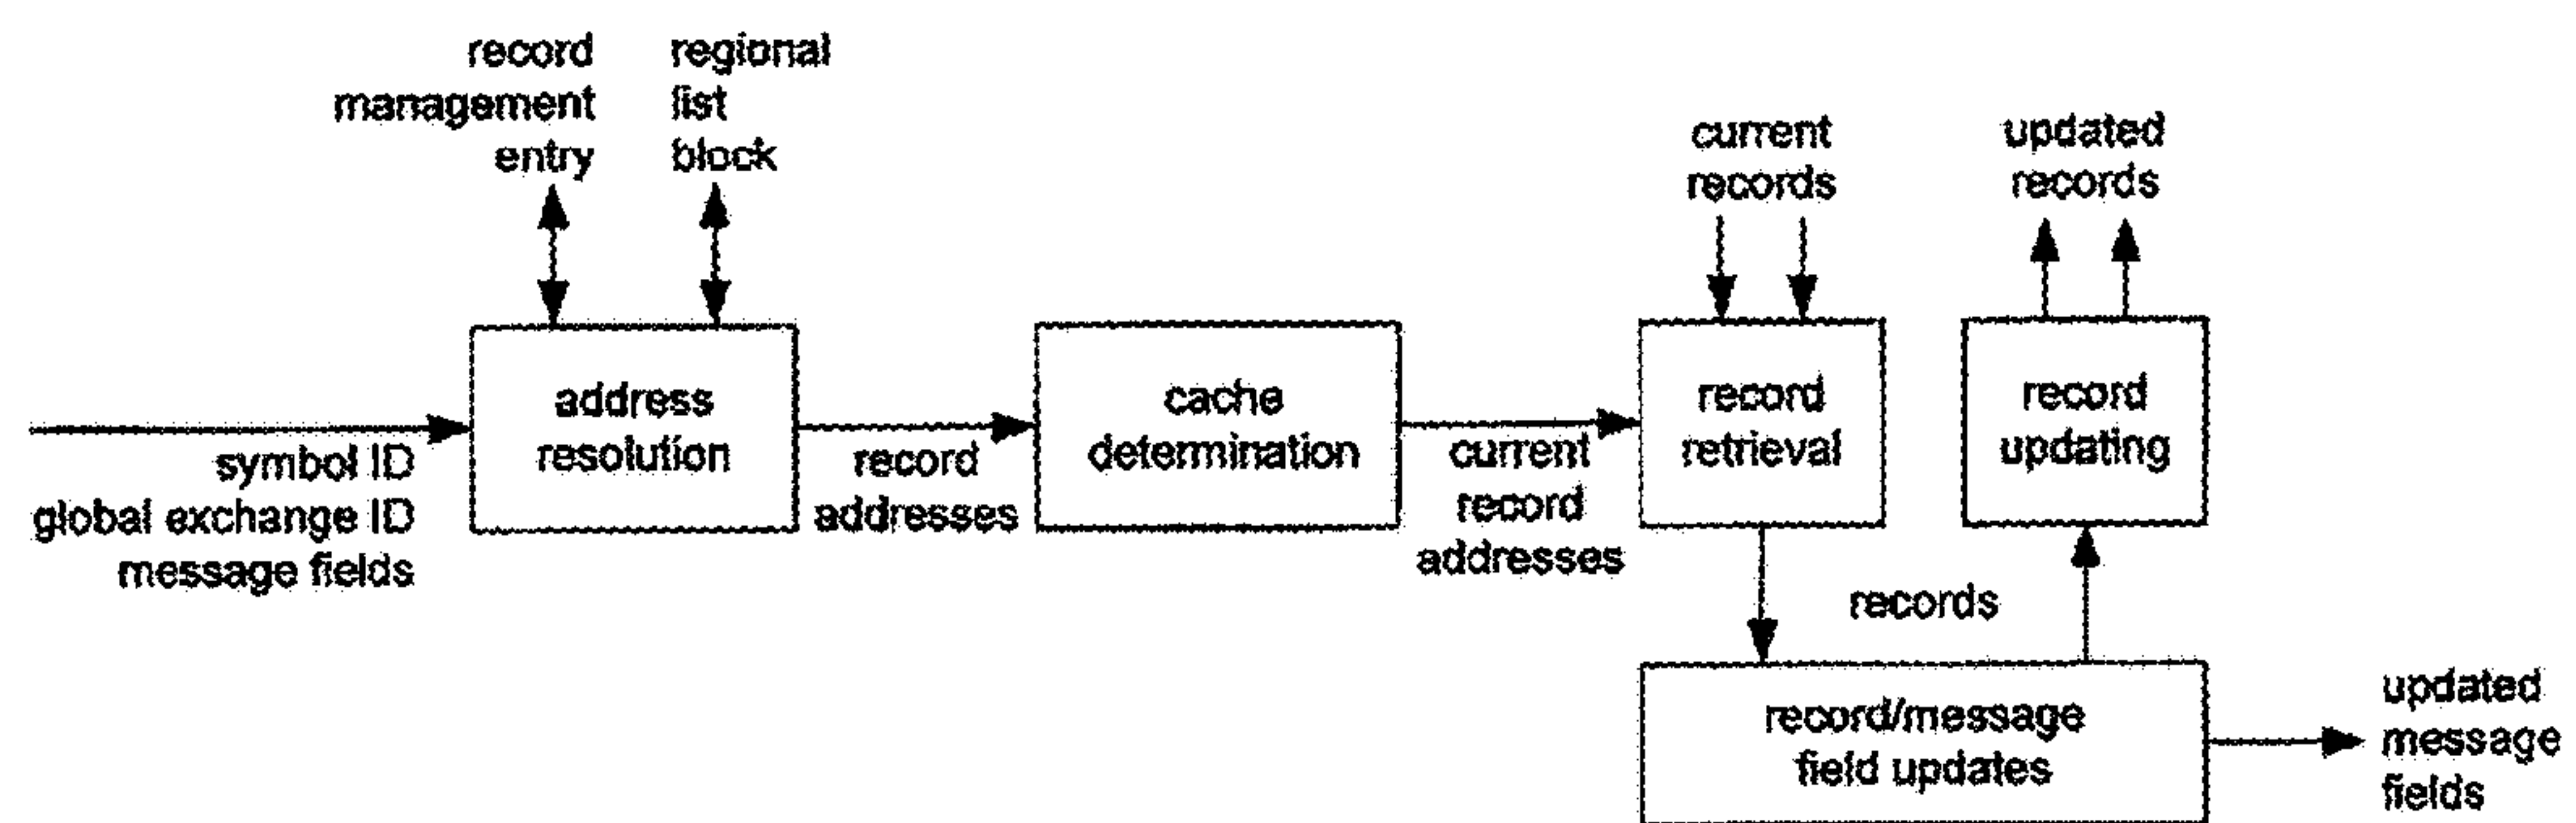 record
management
entry
regional
list
block
current
records
updated
records
address
resolution
cache
determination
record
retrieval
record
updating
symbol ID
global exchange ID
message fields
record
addresses
current
record
addresses
records
record/message
field updates
updated
message
fields